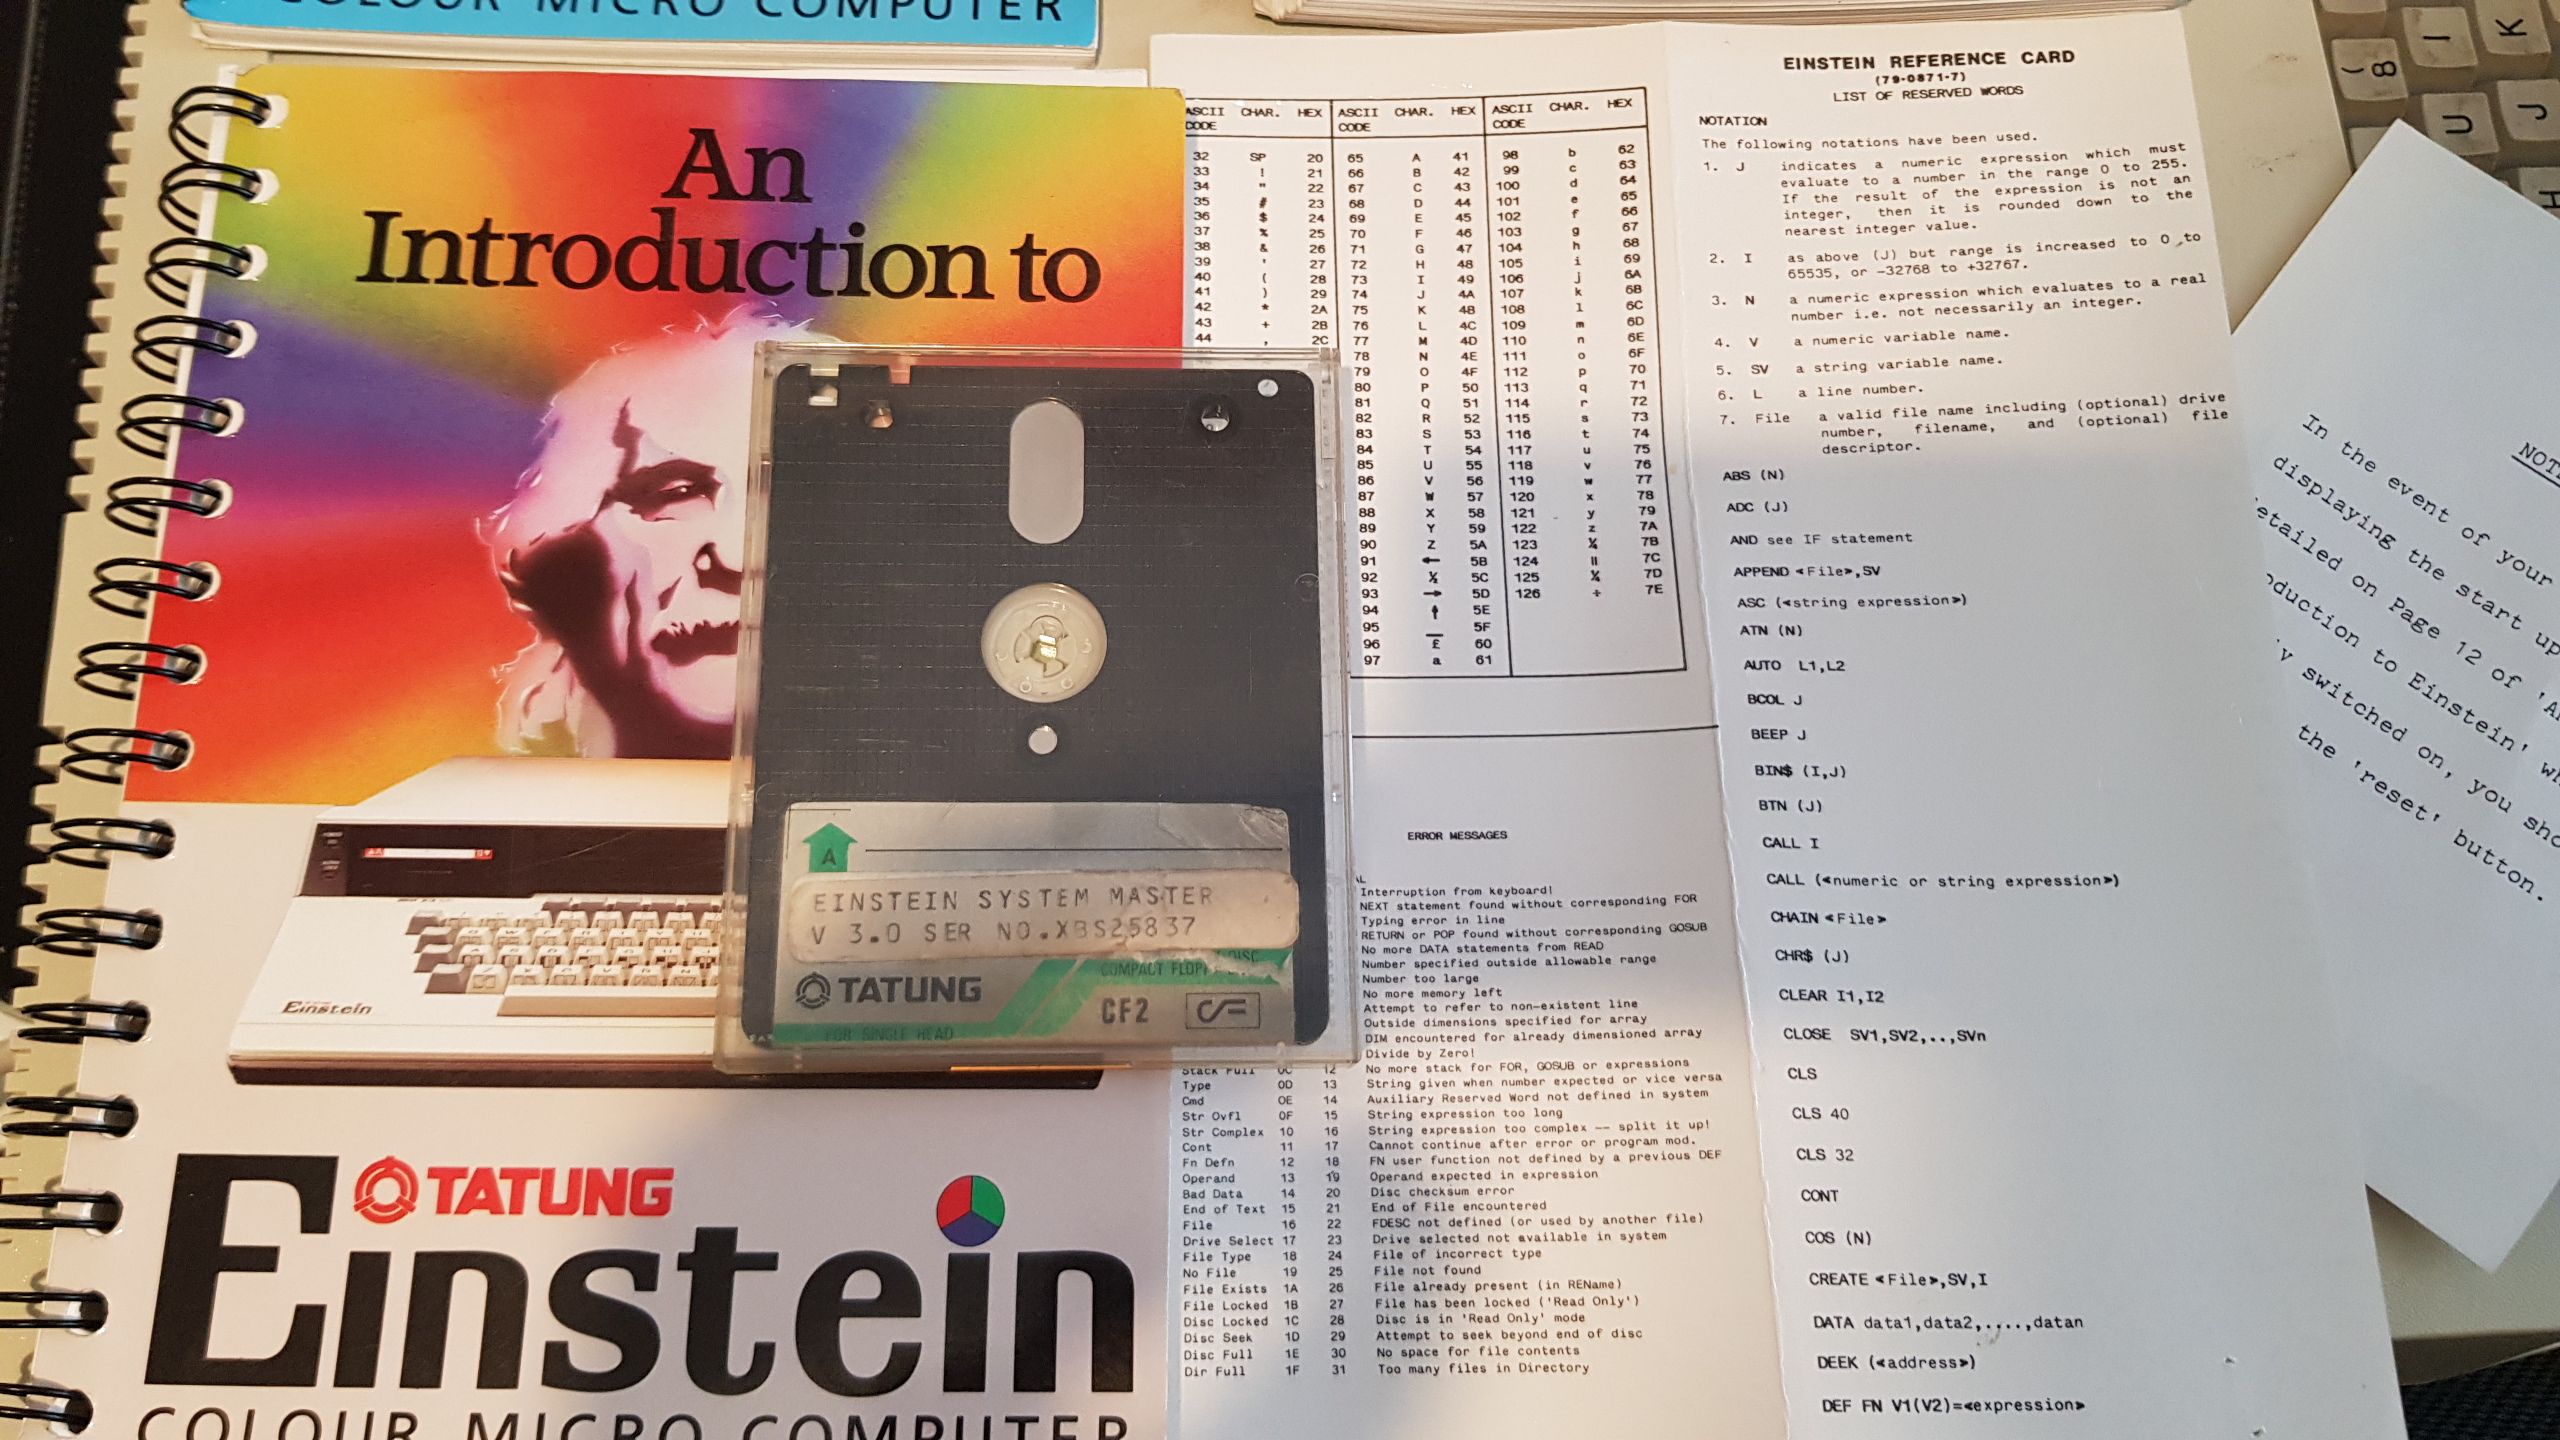 COLOUR MICRO COMPUTER
An
Introduction to
Einstein
TATUNG
Einstein
COLOUR MICRO COMPUTER
A
EINSTEIN SYSTEM MASTER
V 3.0 SER NO.XBS25837
DISC
COMPACT FLOPP
TATUNG
CF2
FOR SINGLE HEAD
ASCII CODE CHAR. HEX ASCII CODE CHAR. HEX ASCII CODE CHAR. HEX
32 SP 20 65 A 41 98 b 62
33 ! 21 66 B 42 99 c 63
34 " 22 67 C 43 100 d 64
35 # 23 68 D 44 101 e 65
36 $ 24 69 E 45 102 f 66
37 % 25 70 F 46 103 g 67
38 & 26 71 G 47 104 h 68
39 ' 27 72 H 48 105 i 69
40 ( 28 73 I 49 106 j 6A
41 ) 29 74 J 4A 107 k 6B
42 * 2A 75 K 4B 108 l 6C
43 + 2B 76 L 4C 109 m 6D
44 , 2C 77 M 4D 110 n 6E
78 N 4E 111 o 6F
79 O 4F 112 p 70
80 P 50 113 q 71
81 Q 51 114 r 72
82 R 52 115 s 73
83 S 53 116 t 74
84 T 54 117 u 75
85 U 55 118 v 76
86 V 56 119 w 77
87 W 57 120 x 78
88 X 58 121 y 79
89 Y 59 122 z 7A
90 Z 5A 123 ¼ 7B
91 ← 5B 124 || 7C
92 ½ 5C 125 ¾ 7D
93 → 5D 126 ÷ 7E
94 ↑ 5E
95 — 5F
96 £ 60
97 a 61
ERROR MESSAGES
Interruption from keyboard!
NEXT statement found without corresponding FOR
Typing error in line
RETURN or POP found without corresponding GOSUB
No more DATA statements from READ
Number specified outside allowable range
Number too large
No more memory left
Attempt to refer to non-existent line
Outside dimensions specified for array
DIM encountered for already dimensioned array
Divide by Zero!
Stack Full 0C 12 No more stack for FOR, GOSUB or expressions
Type 0D 13 String given when number expected or vice versa
Cmd 0E 14 Auxiliary Reserved Word not defined in system
Str Ovfl 0F 15 String expression too long
Str Complex 10 16 String expression too complex -- split it up!
Cont 11 17 Cannot continue after error or program mod.
Fn Defn 12 18 FN user function not defined by a previous DEF
Operand 13 19 Operand expected in expression
Bad Data 14 20 Disc checksum error
End of Text 15 21 End of File encountered
File 16 22 FDESC not defined (or used by another file)
Drive Select 17 23 Drive selected not available in system
File Type 18 24 File of incorrect type
No File 19 25 File not found
File Exists 1A 26 File already present (in REName)
File Locked 1B 27 File has been locked ('Read Only')
Disc Locked 1C 28 Disc is in 'Read Only' mode
Disc Seek 1D 29 Attempt to seek beyond end of disc
Disc Full 1E 30 No space for file contents
Dir Full 1F 31 Too many files in Directory
EINSTEIN REFERENCE CARD
(79-0871-7)
LIST OF RESERVED WORDS
NOTATION
The following notations have been used.
1. J indicates a numeric expression which must
evaluate to a number in the range 0 to 255.
If the result of the expression is not an
integer, then it is rounded down to the
nearest integer value.
2. I as above (J) but range is increased to 0 to
65535, or -32768 to +32767.
3. N a numeric expression which evaluates to a real
number i.e. not necessarily an integer.
4. V a numeric variable name.
5. SV a string variable name.
6. L a line number.
7. File a valid file name including (optional) drive
number, filename, and (optional) file
descriptor.
ABS (N)
ADC (J)
AND see IF statement
APPEND <File>,SV
ASC (<string expression>)
ATN (N)
AUTO L1,L2
BCOL J
BEEP J
BIN$ (I,J)
BTN (J)
CALL I
CALL (<numeric or string expression>)
CHAIN <File>
CHR$ (J)
CLEAR I1,I2
CLOSE SV1,SV2,..,SVn
CLS
CLS 40
CLS 32
CONT
COS (N)
CREATE <File>,SV,I
DATA data1,data2,....,datan
DEEK (<address>)
DEF FN V1(V2)=<expression>
In the event of your
displaying the start up
etailed on Page 12 of
oduction to Einstein'
switched on, you
the 'reset' button.
( 8
I
K
U
J
H